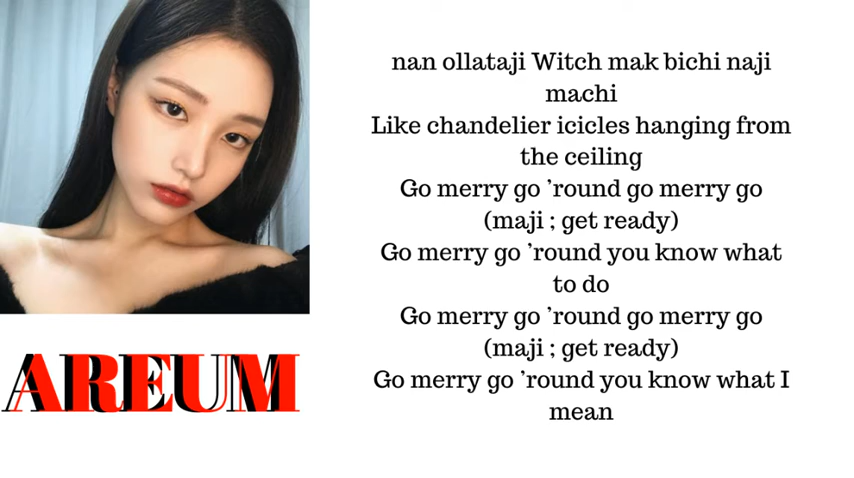 nan ollataji Witch mak bichi naji
machi
Like chandelier icicles hanging from
the ceiling
Go merry go ’round go merry go
(maji ; get ready)
Go merry go ’round you know what
to do
Go merry go ’round go merry go
(maji ; get ready)
Go merry go ’round you know what I
mean
AREUM